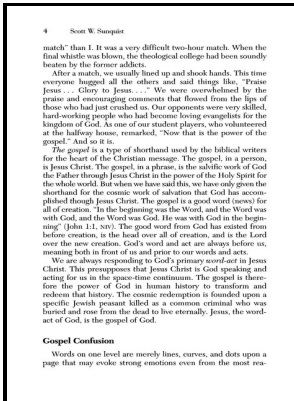 4 Scott W. Sunquist
match" than I. It was a very difficult two-hour match. When the
final whistle was blown, the theological college had been soundly
beaten by the former addicts.
After a match, we usually lined up and shook hands. This time
everyone hugged all the others and said things like, "Praise
Jesus . . . Glory to Jesus. . . ." We were overwhelmed by the
praise and encouraging comments that flowed from the lips of
those who had just crushed us. Our opponents were very skilled,
hard-working people who had become loving evangelists for the
kingdom of God. As one of our student players, who volunteered
at the halfway house, remarked, "Now that is the power of the
gospel." And so it is.
The gospel is a type of shorthand used by the biblical writers
for the heart of the Christian message. The gospel, in a person,
is Jesus Christ. The gospel, in a phrase, is the salvific work of God
the Father through Jesus Christ in the power of the Holy Spirit for
the whole world. But when we have said this, we have only given the
shorthand for the cosmic work of salvation that God has accom-
plished though Jesus Christ. The gospel is a good word (news) for
all of creation. "In the beginning was the Word, and the Word was
with God, and the Word was God. He was with God in the begin-
ning" (John 1:1, NIV). The good word from God has existed from
before creation, is the head over all of creation, and is the Lord
over the new creation. God's word and act are always before us,
meaning both in front of us and prior to our words and acts.
We are always responding to God's primary word-act in Jesus
Christ. This presupposes that Jesus Christ is God speaking and
acting for us in the space-time continuum. The gospel is there-
fore the power of God in human history to transform and
redeem that history. The cosmic redemption is founded upon a
specific Jewish peasant killed as a common criminal who was
buried and rose from the dead to live eternally. Jesus, the word-
act of God, is the gospel of God.
Gospel Confusion
Words on one level are merely lines, curves, and dots upon a
page that may evoke strong emotions even from the most rea-